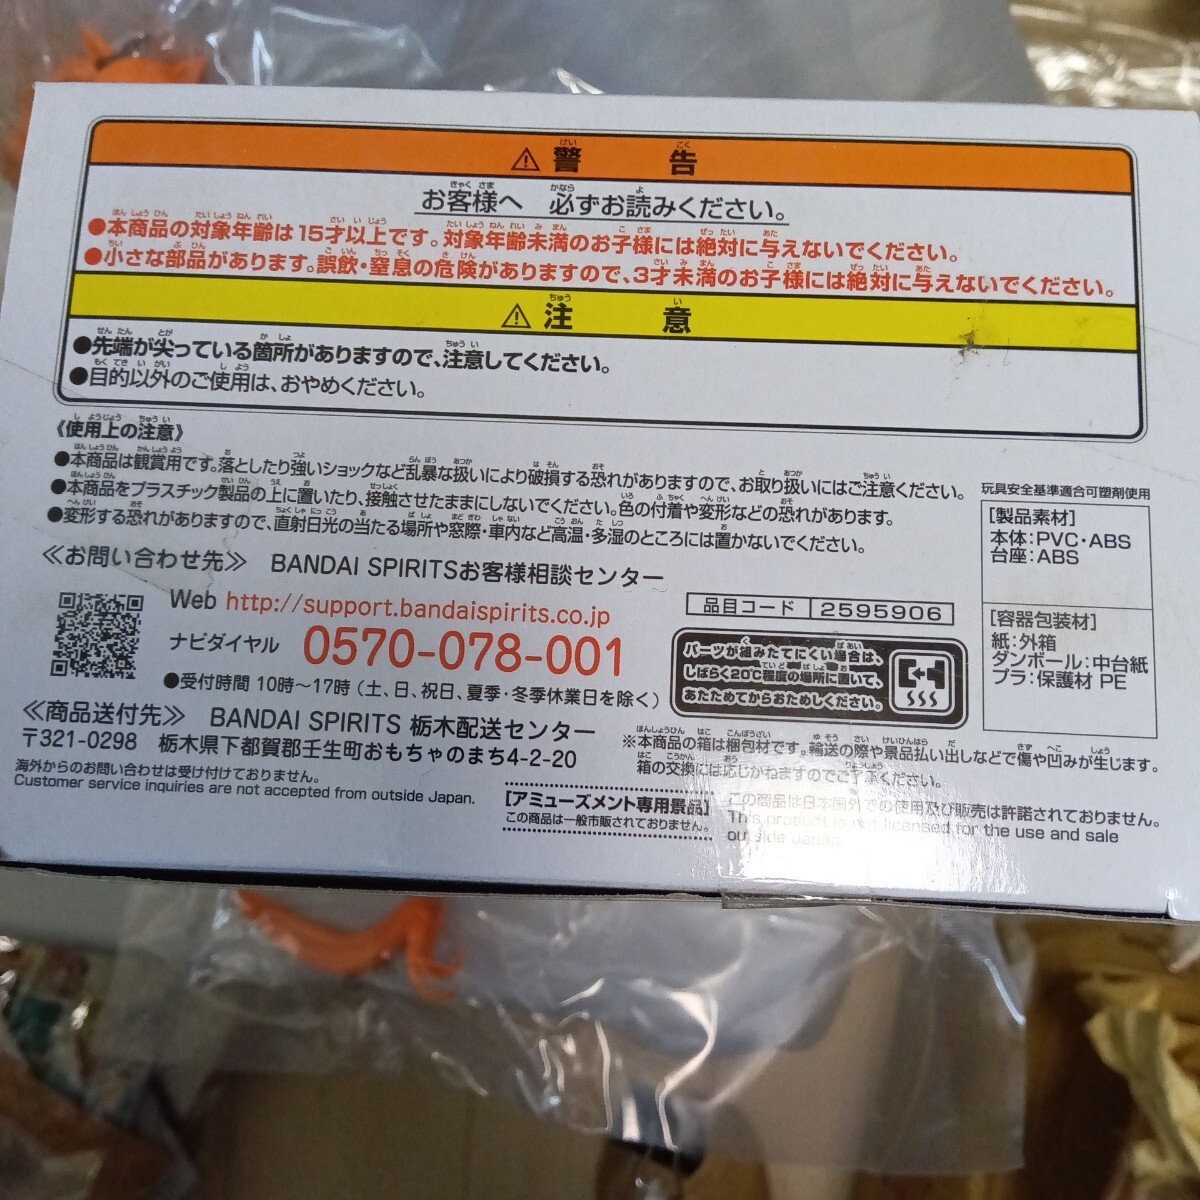 ⚠警告
お客様へ 必ずお読みください。
●本商品の対象年齢は15才以上です。対象年齢未満のお子様には絶対に与えないでください。
●小さな部品があります。誤飲・窒息の危険がありますので、3才未満のお子様には絶対に与えないでください。
⚠注意
●先端が尖っている箇所がありますので、注意してください。
●目的以外のご使用は、おやめください。
《使用上の注意》
●本商品は観賞用です。落としたり強いショックなど乱暴な扱いにより破損する恐れがありますので、お取り扱いにはご注意ください。
●本商品をプラスチック製品の上に置いたり、接触させたままにしないでください。色の付着や変形などの恐れがあります。
●変形する恐れがありますので、直射日光の当たる場所や窓際・車内など高温・多湿のところには置かないでください。
≪お問い合わせ先≫ BANDAI SPIRITSお客様相談センター
Web http://support.bandaispirits.co.jp
ナビダイヤル 0570-078-001
●受付時間 10時～17時(土、日、祝日、夏季・冬季休業日を除く)
≪商品送付先≫ BANDAI SPIRITS 栃木配送センター
〒321-0298 栃木県下都賀郡壬生町おもちゃのまち4-2-20
海外からのお問い合わせは受け付けておりません。
Customer service inquiries are not accepted from outside Japan.
玩具安全基準適合可塑剤使用
[製品素材]
本体:PVC・ABS
台座:ABS
[容器包装材]
紙:外箱
ダンボール:中台紙
プラ:保護材 PE
品目コード 2595906
パーツが組みたてにくい場合は、
しばらく20℃程度の場所に置いて、
あたためてからおためしください。
※本商品の箱は梱包材です。輸送の際や景品払い出しなどで傷や凹みが生じます。
箱の交換には応じかねますのでご了承ください。
[アミューズメント専用景品]
この商品は一般市販されておりません。
この商品は日本国外での使用及び販売は許諾されておりません。
This product is not licensed for the use and sale
outside Japan.